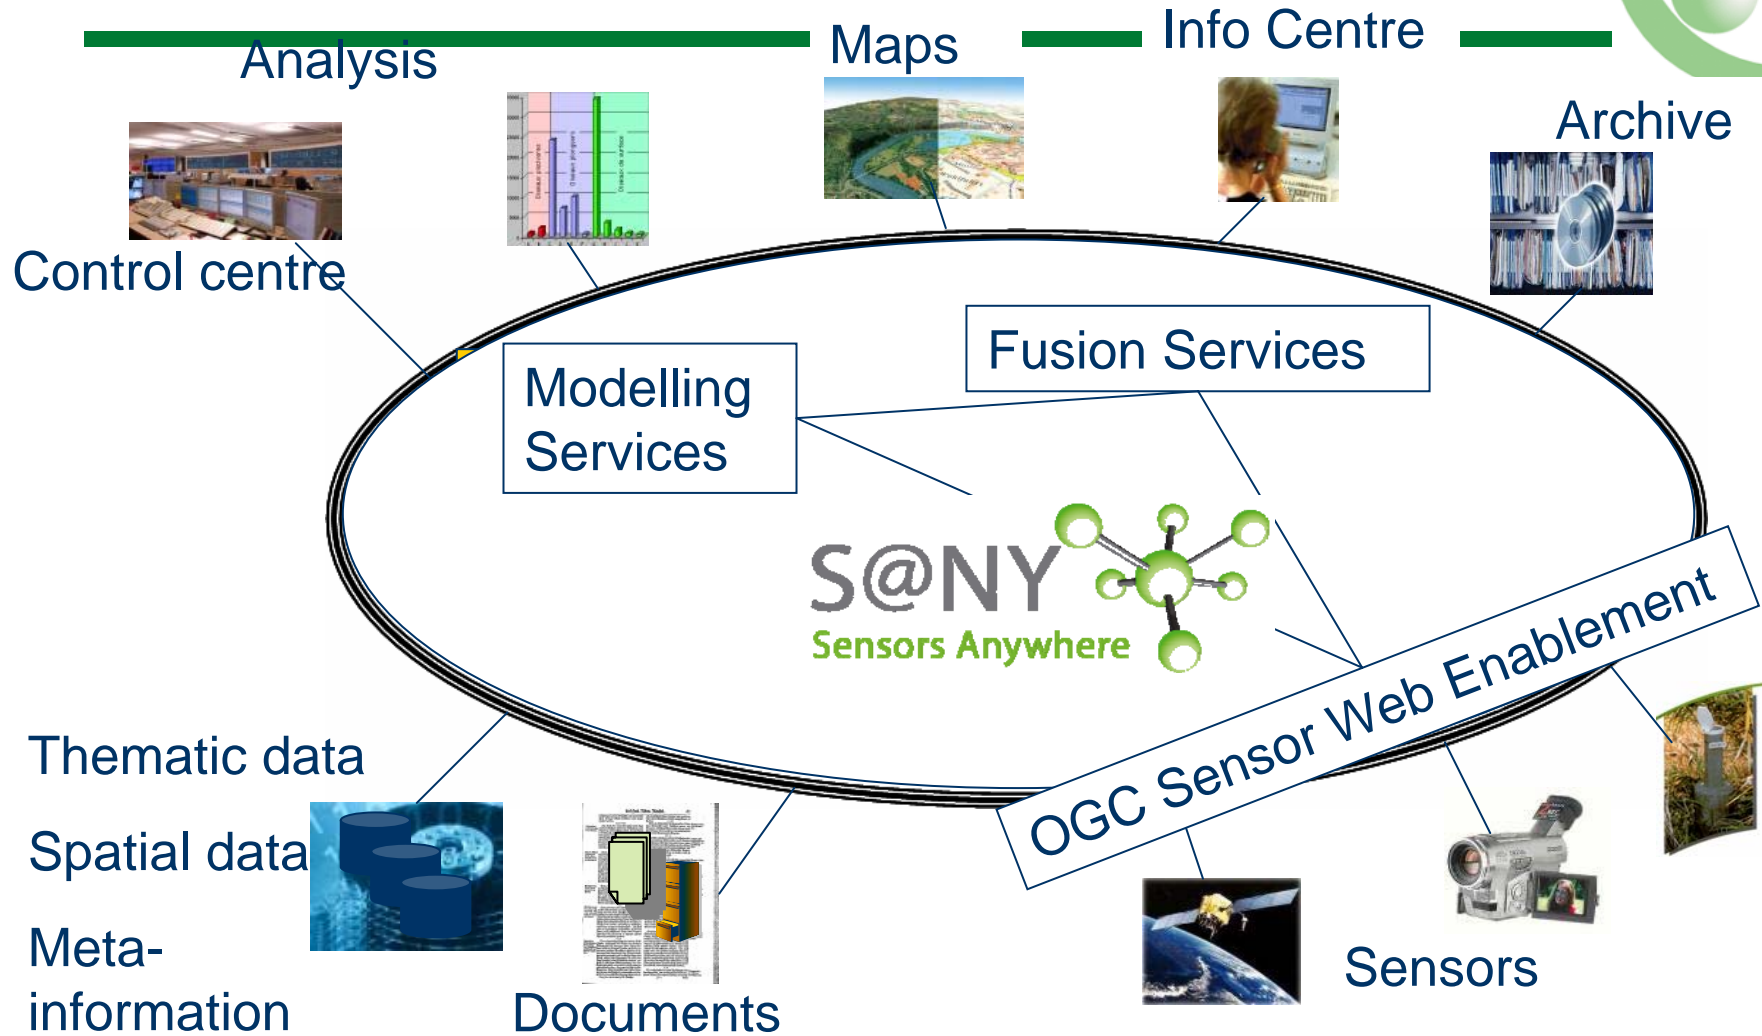 Analysis
Maps
Info Centre
Archive
Control centre
Fusion Services
Modelling
Services
S@NY
Sensors Anywhere
OGC Sensor Web Enablement
Thematic data
Spatial data
Meta-
information
Documents
Sensors